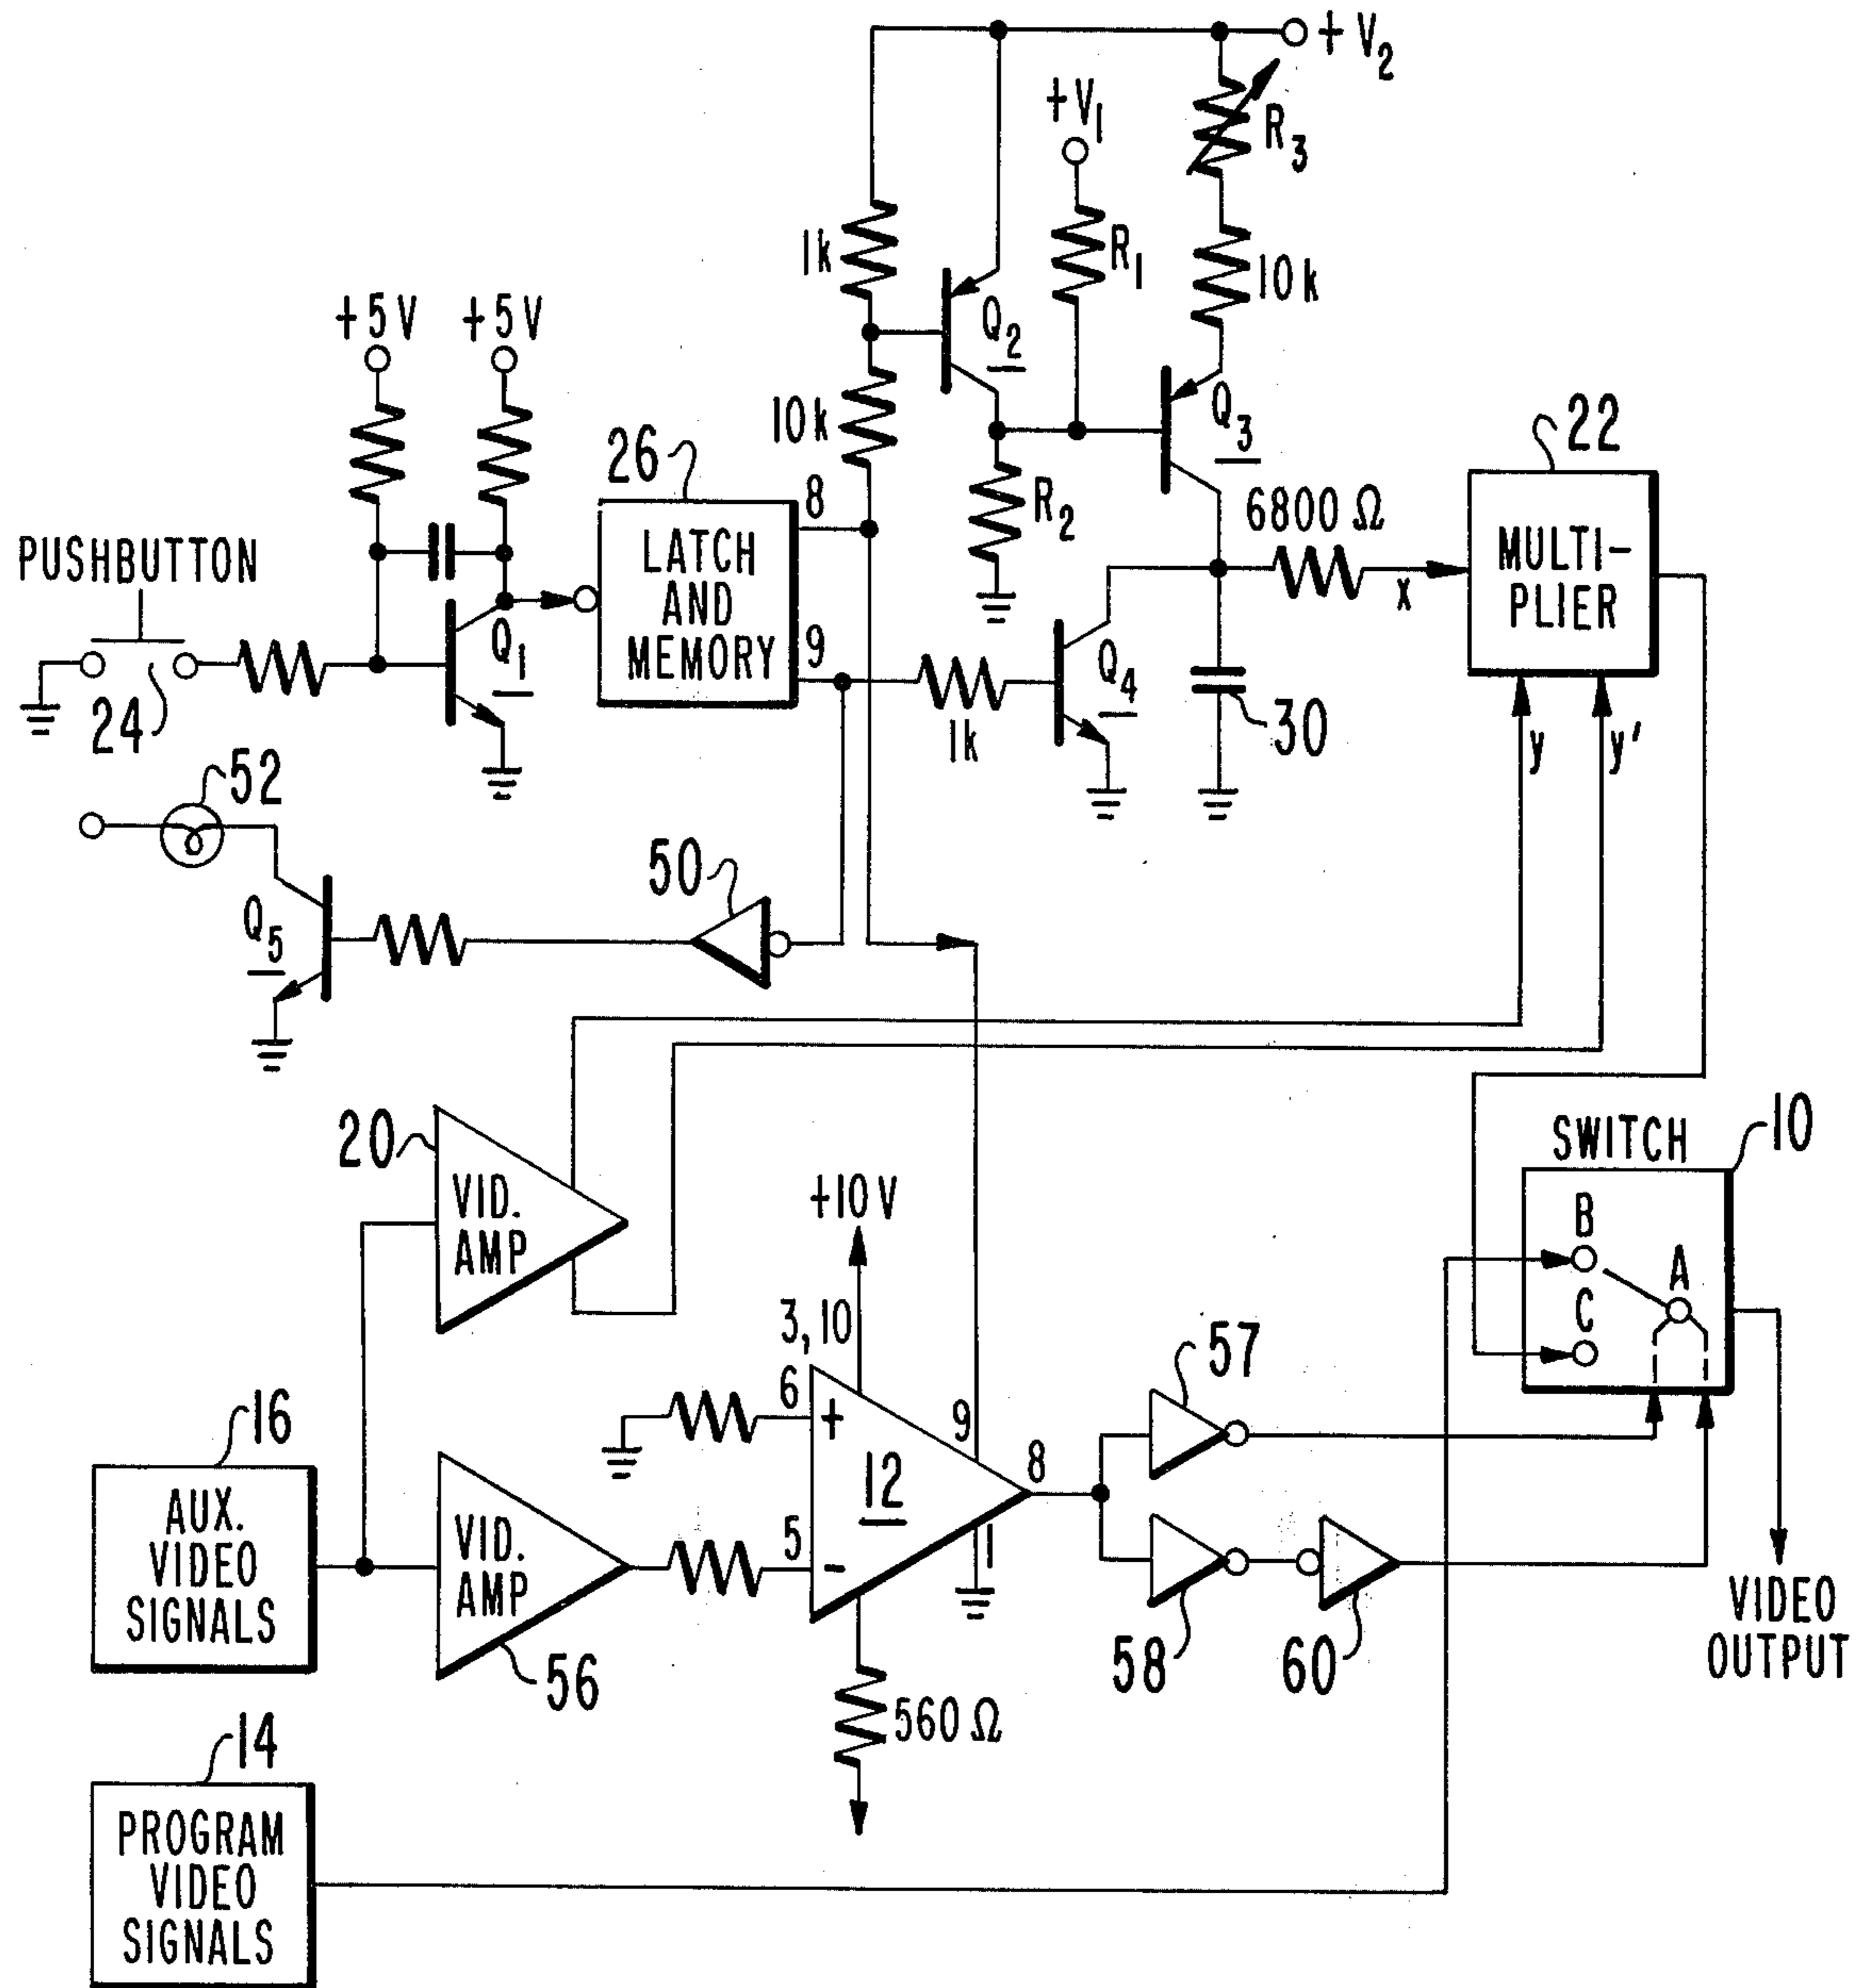 + V2
+V1
R3
1k
R1
10k
Q2
+5V
+5V
Q3
10k
22
26
R2
6800 Ω
8
LATCH
AND
MEMORY
MULTI-
PLIER
PUSHBUTTON
x
9
Q1
Q4
24
1k
30
y
y'
52
50
Q5
10
SWITCH
20
VID.
AMP
+10V
B
A
C
3,10
57
6
+
9
16
12
8
AUX.
VIDEO
SIGNALS
VID.
AMP
5
-
1
VIDEO
OUTPUT
56
58
60
560 Ω
14
PROGRAM
VIDEO
SIGNALS